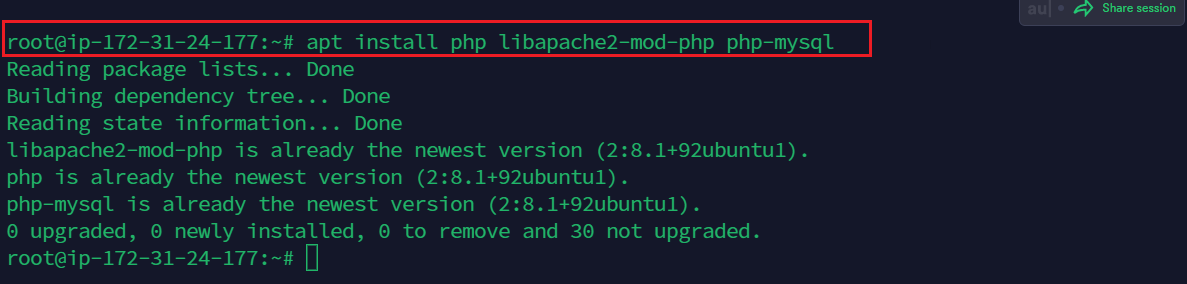 au
Share session
root@ip-172-31-24-177:~# apt install php libapache2-mod-php php-mysql
Reading package lists... Done
Building dependency tree... Done
Reading state information... Done
libapache2-mod-php is already the newest version (2:8.1+92ubuntu1).
php is already the newest version (2:8.1+92ubuntu1).
php-mysql is already the newest version (2:8.1+92ubuntu1).
0 upgraded, 0 newly installed, 0 to remove and 30 not upgraded.
root@ip-172-31-24-177:~#